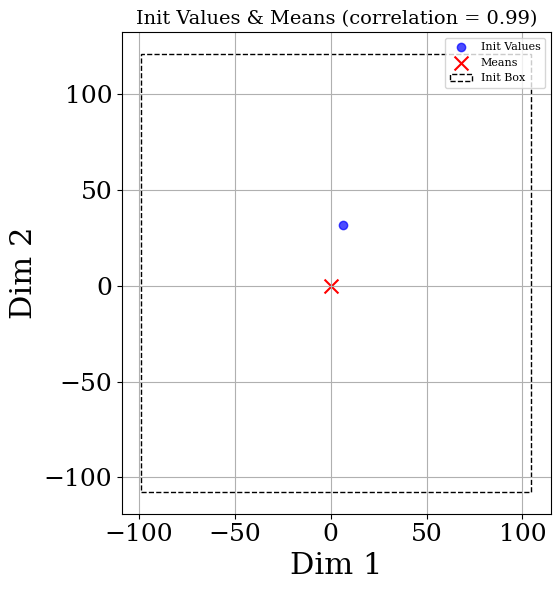 Init Values & Means (correlation = 0.99)
Init Values
Means
Init Box
100
50
0
−50
−100
Dim 2
−100 −50 0 50 100
Dim 1